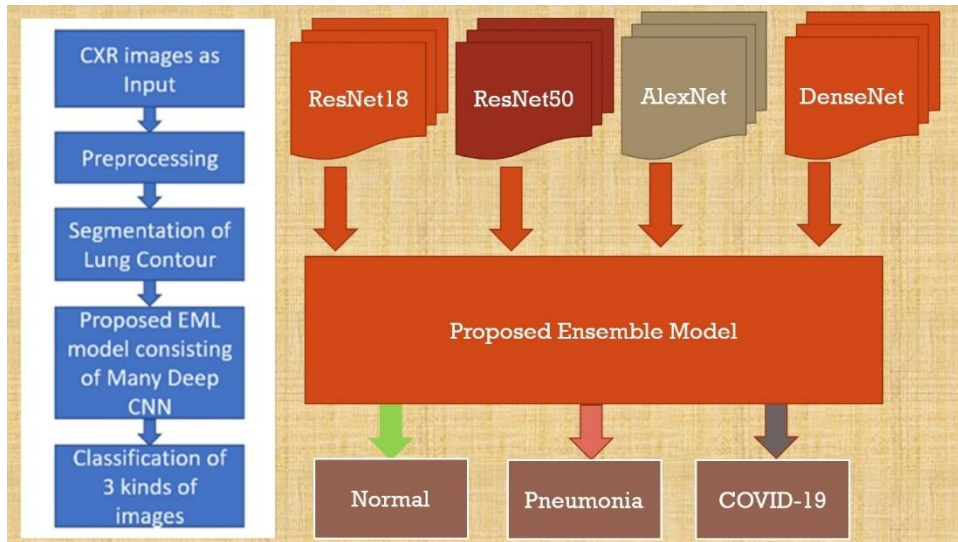 CXR images as
Input
Preprocessing
Segmentation of
Lung Contour
Proposed EML
model consisting
of Many Deep
CNN
Classification of
3 kinds of
images
ResNet18
ResNet50
AlexNet
DenseNet
Proposed Ensemble Model
Normal
Pneumonia
COVID-19